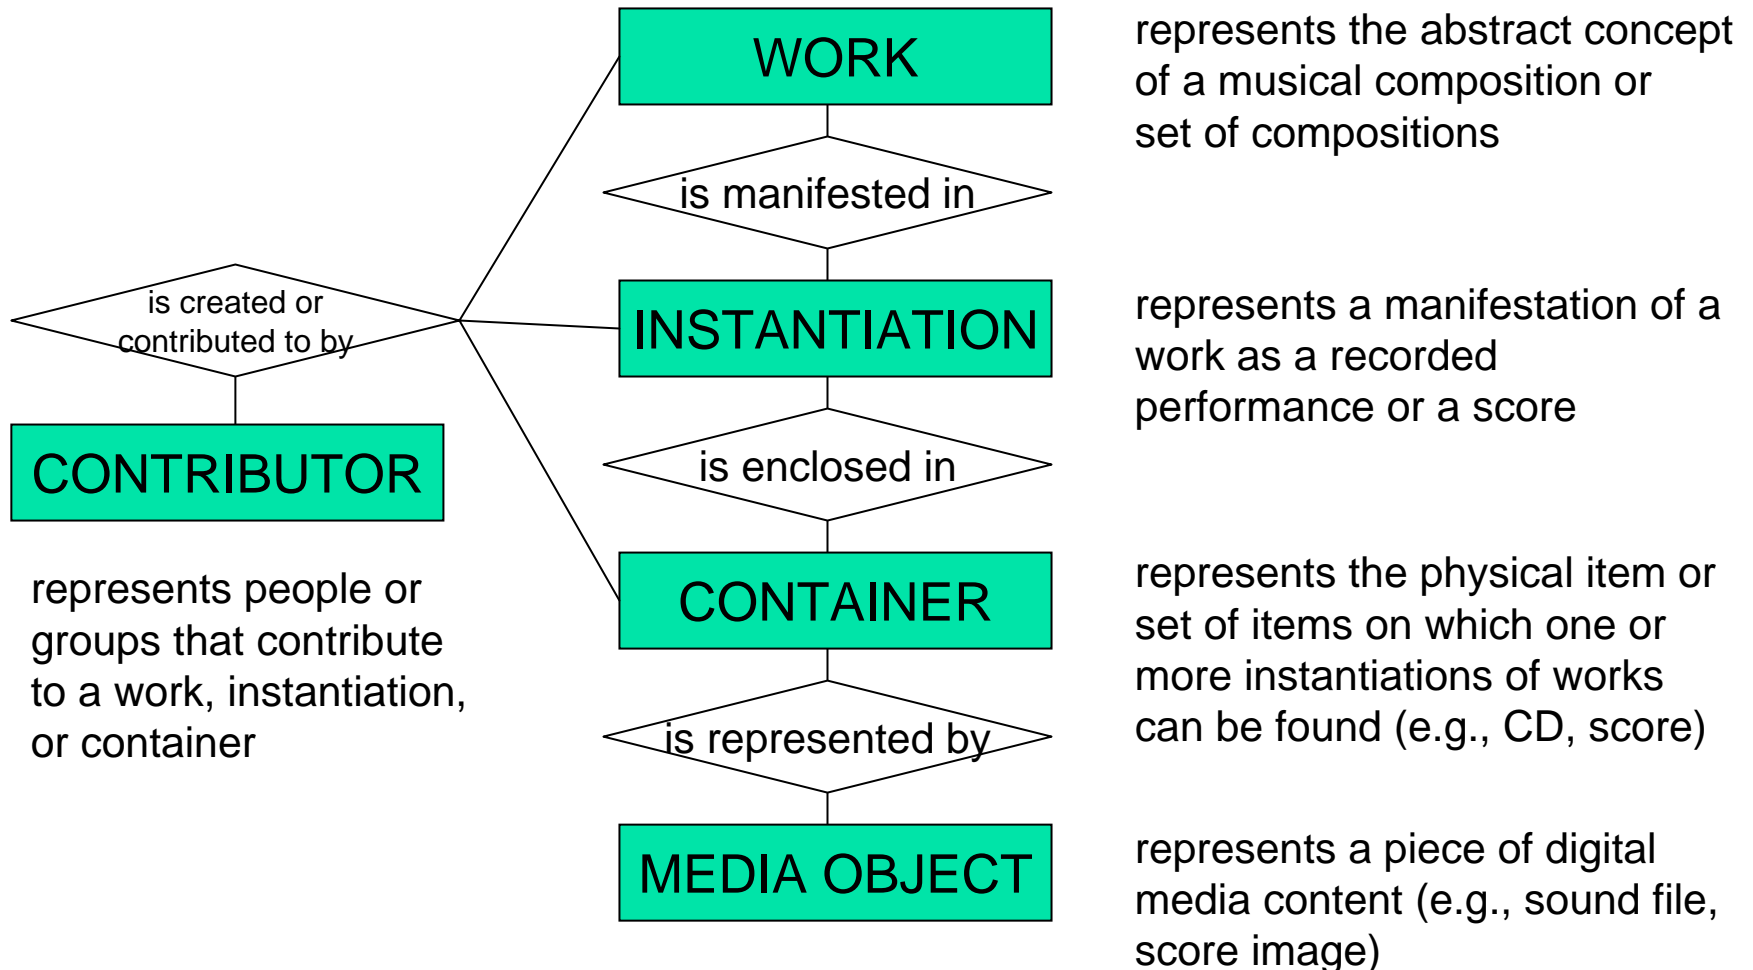 WORK
represents the abstract concept
of a musical composition or
set of compositions
is manifested in
is created or
contributed to by
INSTANTIATION
represents a manifestation of a
work as a recorded
performance or a score
CONTRIBUTOR
is enclosed in
represents people or
groups that contribute
to a work, instantiation,
or container
CONTAINER
represents the physical item or
set of items on which one or
more instantiations of works
can be found (e.g., CD, score)
is represented by
MEDIA OBJECT
represents a piece of digital
media content (e.g., sound file,
score image)